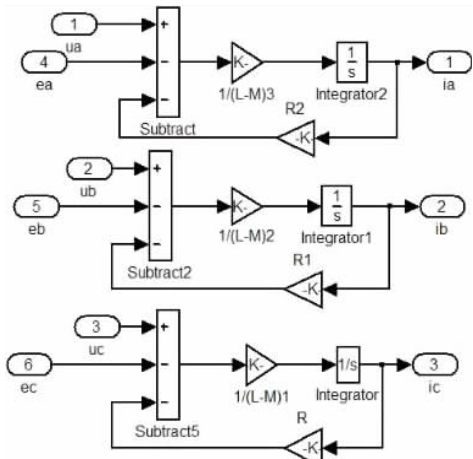 1
ua
4
ea
+
−
−
Subtract
K-
1/(L-M)3
1/s
Integrator2
R2
-K-
1
ia
2
ub
5
eb
+
−
−
Subtract2
K-
1/(L-M)2
1/s
Integrator1
R1
-K-
2
ib
3
uc
6
ec
+
−
−
Subtract5
K-
1/(L-M)1
1/s
Integrator
R
-K-
3
ic